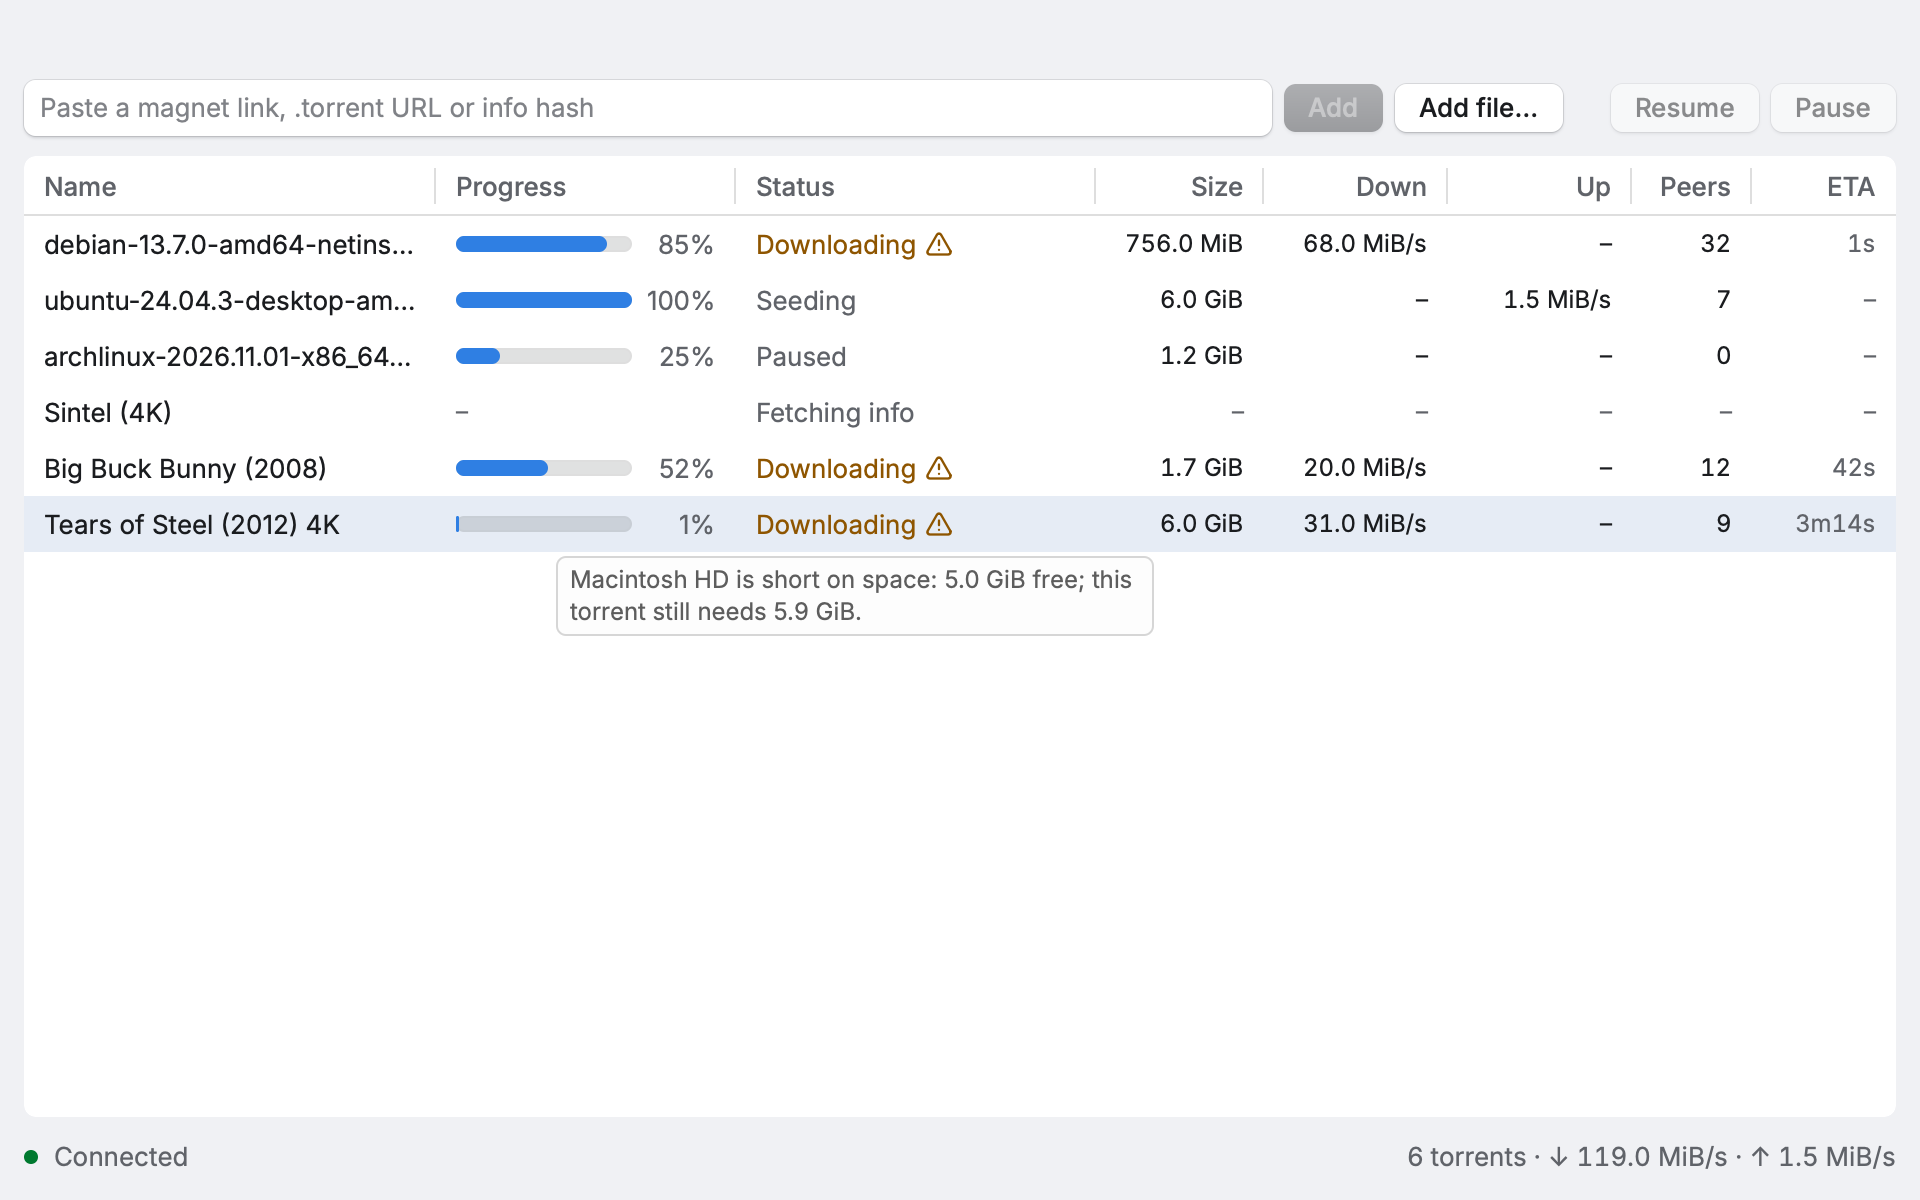 Paste a magnet link, .torrent URL or info hash
Add
Add file...
Resume
Pause
Name Progress Status Size Down Up Peers ETA
debian-13.7.0-amd64-netins... 85% Downloading 756.0 MiB 68.0 MiB/s – 32 1s
ubuntu-24.04.3-desktop-am... 100% Seeding 6.0 GiB – 1.5 MiB/s 7 –
archlinux-2026.11.01-x86_64... 25% Paused 1.2 GiB – – 0 –
Sintel (4K) – Fetching info – – – – –
Big Buck Bunny (2008) 52% Downloading 1.7 GiB 20.0 MiB/s – 12 42s
Tears of Steel (2012) 4K 1% Downloading 6.0 GiB 31.0 MiB/s – 9 3m14s
Macintosh HD is short on space: 5.0 GiB free; this
torrent still needs 5.9 GiB.
Connected
6 torrents · ↓ 119.0 MiB/s · ↑ 1.5 MiB/s